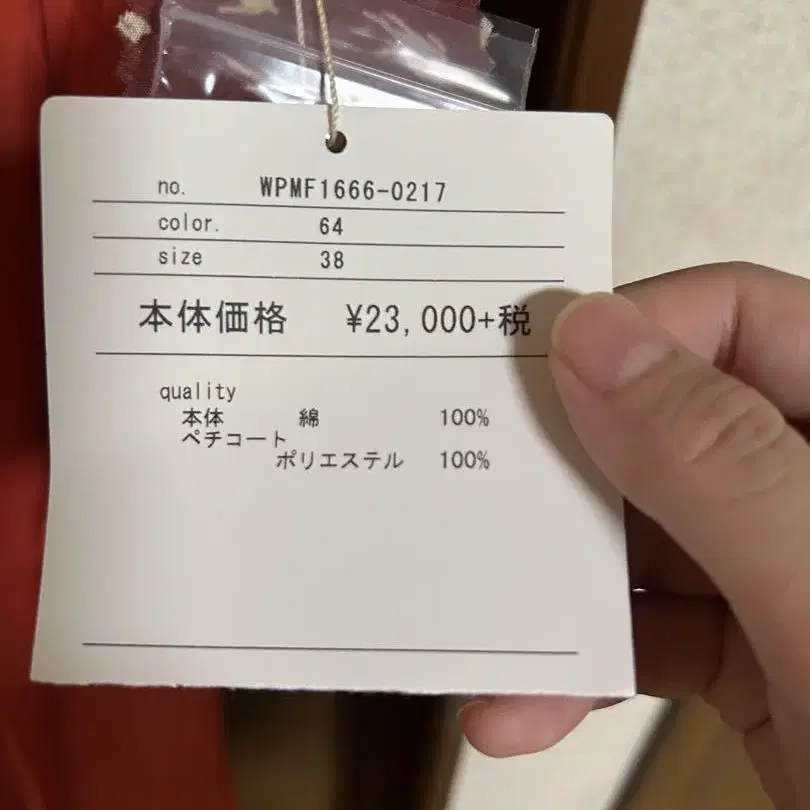 no. WPMF1666-0217
color. 64
size 38
本体価格 ¥23,000+税
quality
本体 綿 100%
ペチコート
ポリエステル 100%